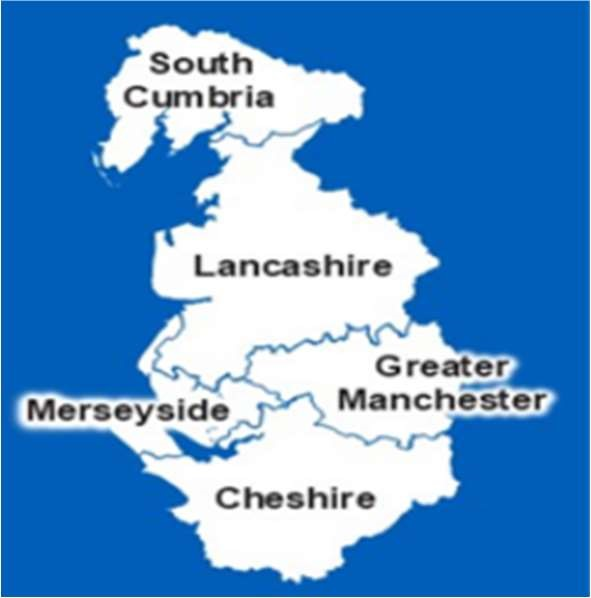 South
Cumbria
Lancashire
Greater
Manchester
Merseyside
Cheshire